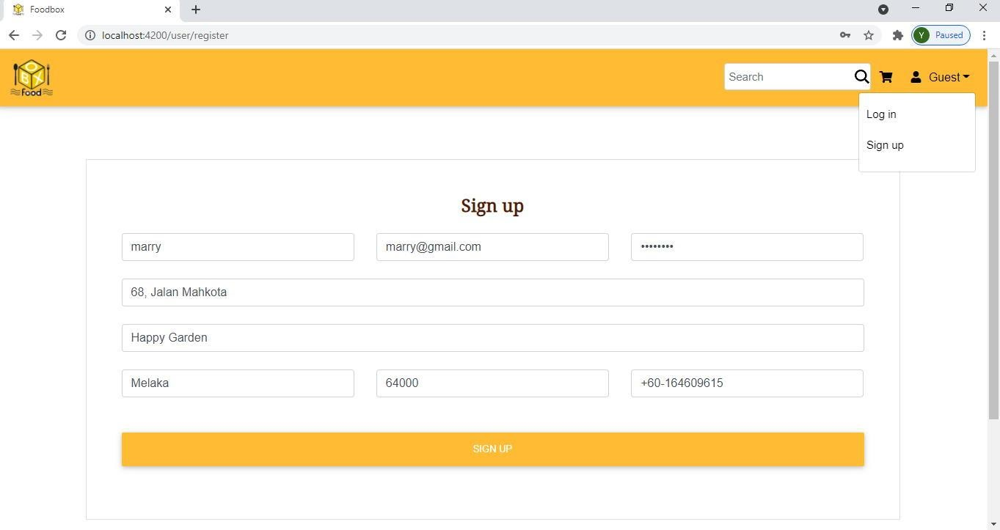 Foodbox
Paused
localhost:4200/user/register
Y
BOX
food
Search
Guest
Log in
Sign up
Sign up
marry
marry@gmail.com
••••••••
68, Jalan Mahkota
Happy Garden
Melaka
64000
+60-164609615
SIGN UP